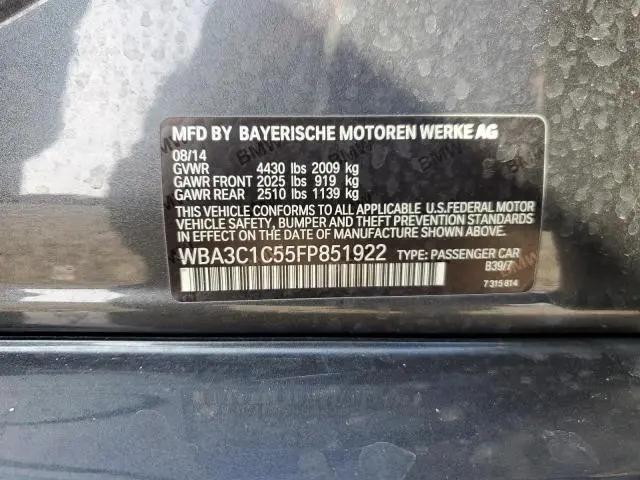 MFD BY BAYERISCHE MOTOREN WERKE AG
08/14
GVWR 4430 lbs 2009 kg
GAWR FRONT 2025 lbs 919 kg
GAWR REAR 2510 lbs 1139 kg
THIS VEHICLE CONFORMS TO ALL APPLICABLE U.S.FEDERAL MOTOR
VEHICLE SAFETY, BUMPER AND THEFT PREVENTION STANDARDS
IN EFFECT ON THE DATE OF MANUFACTURE SHOWN ABOVE.
WBA3C1C55FP851922 TYPE: PASSENGER CAR
B39/7
7 315 814